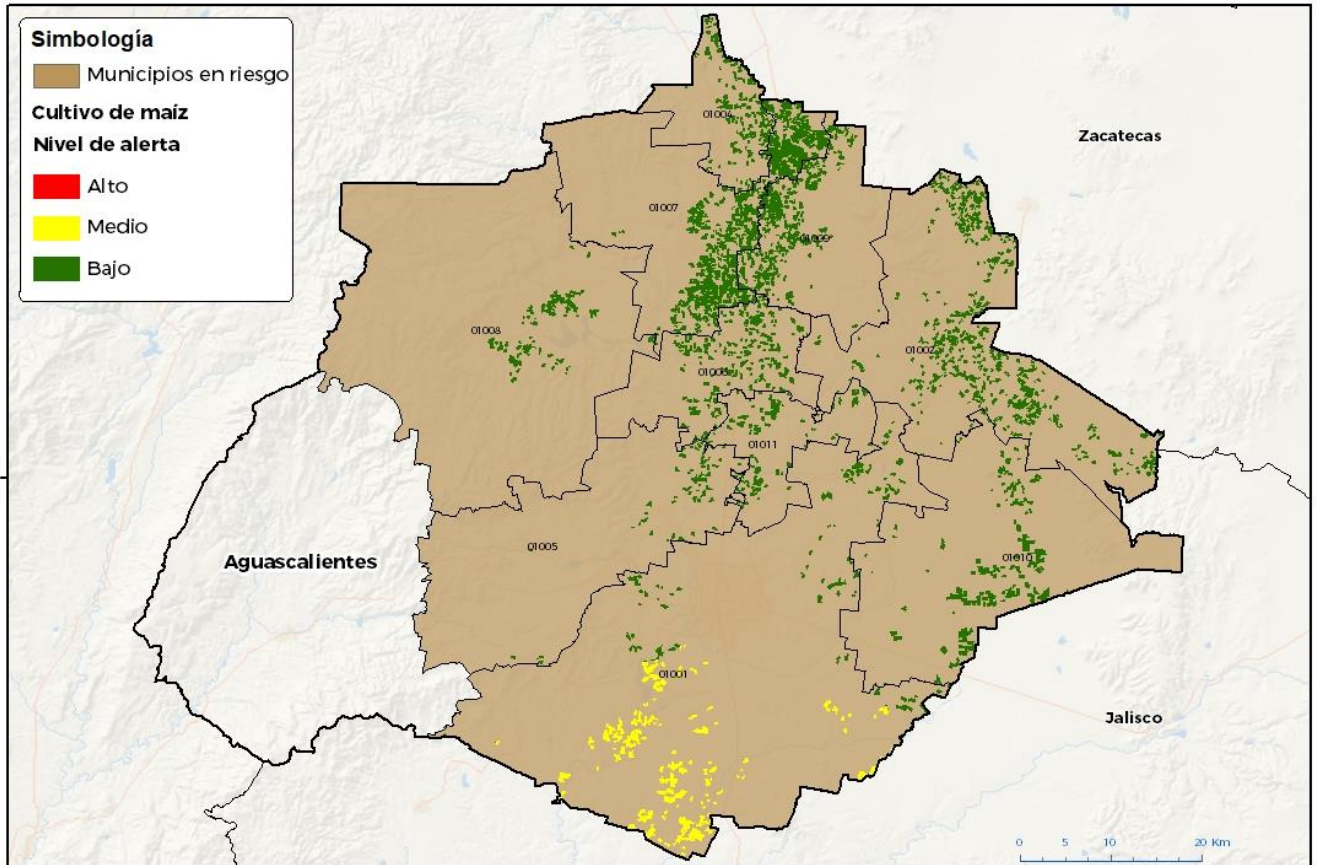 Simbología
Municipios en riesgo
Cultivo de maíz
Nivel de alerta
Alto
Medio
Bajo
Zacatecas
01007
01008
01002
01011
01005
Aguascalientes
01010
01001
Jalisco
0 5 10 20 Km